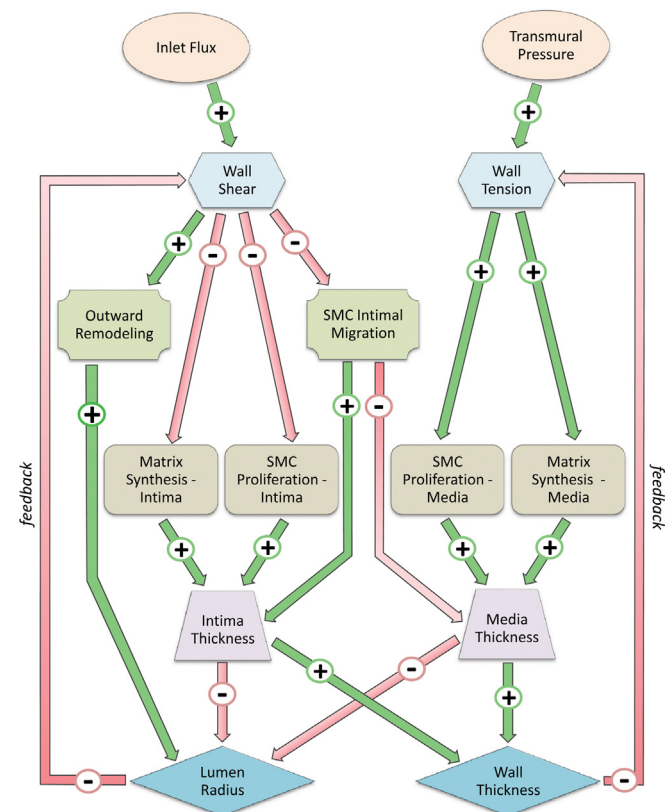 Inlet Flux
Transmural
Pressure
+
+
Wall
Shear
Wall
Tension
+
-
-
-
+
+
Outward
Remodeling
SMC Intimal
Migration
+
+
-
feedback
feedback
Matrix
Synthesis -
Intima
SMC
Proliferation -
Intima
SMC
Proliferation -
Media
Matrix
Synthesis -
Media
+
+
+
+
Intima
Thickness
Media
Thickness
-
+
-
+
-
Lumen
Radius
Wall
Thickness
-